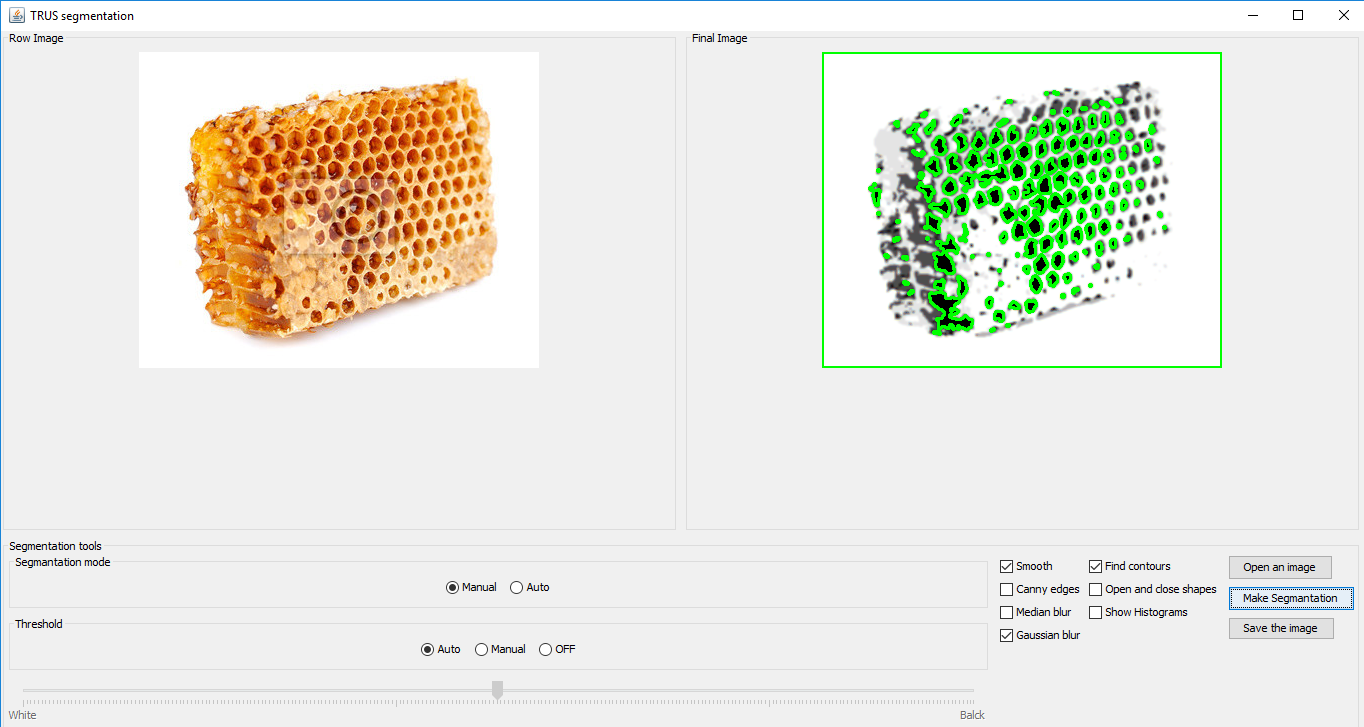 TRUS segmentation
Row Image
Final Image
Segmentation tools
Segmantation mode
Manual
Auto
Threshold
Auto
Manual
OFF
White
Balck
Smooth
Find contours
Canny edges
Open and close shapes
Median blur
Show Histograms
Gaussian blur
Open an image
Make Segmantation
Save the image